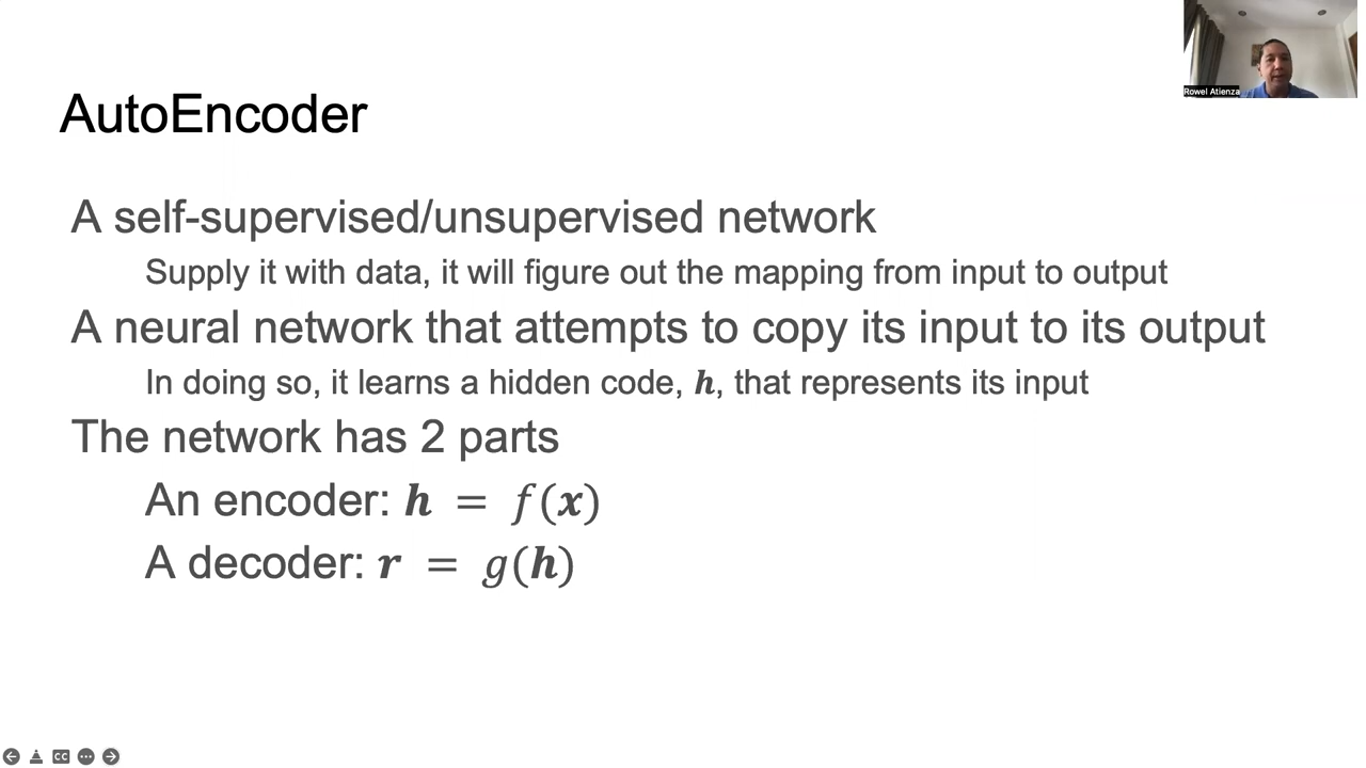 Rowel Atienza
AutoEncoder
A self-supervised/unsupervised network
Supply it with data, it will figure out the mapping from input to output
A neural network that attempts to copy its input to its output
In doing so, it learns a hidden code, h, that represents its input
The network has 2 parts
An encoder: h = f(x)
A decoder: r = g(h)
CC